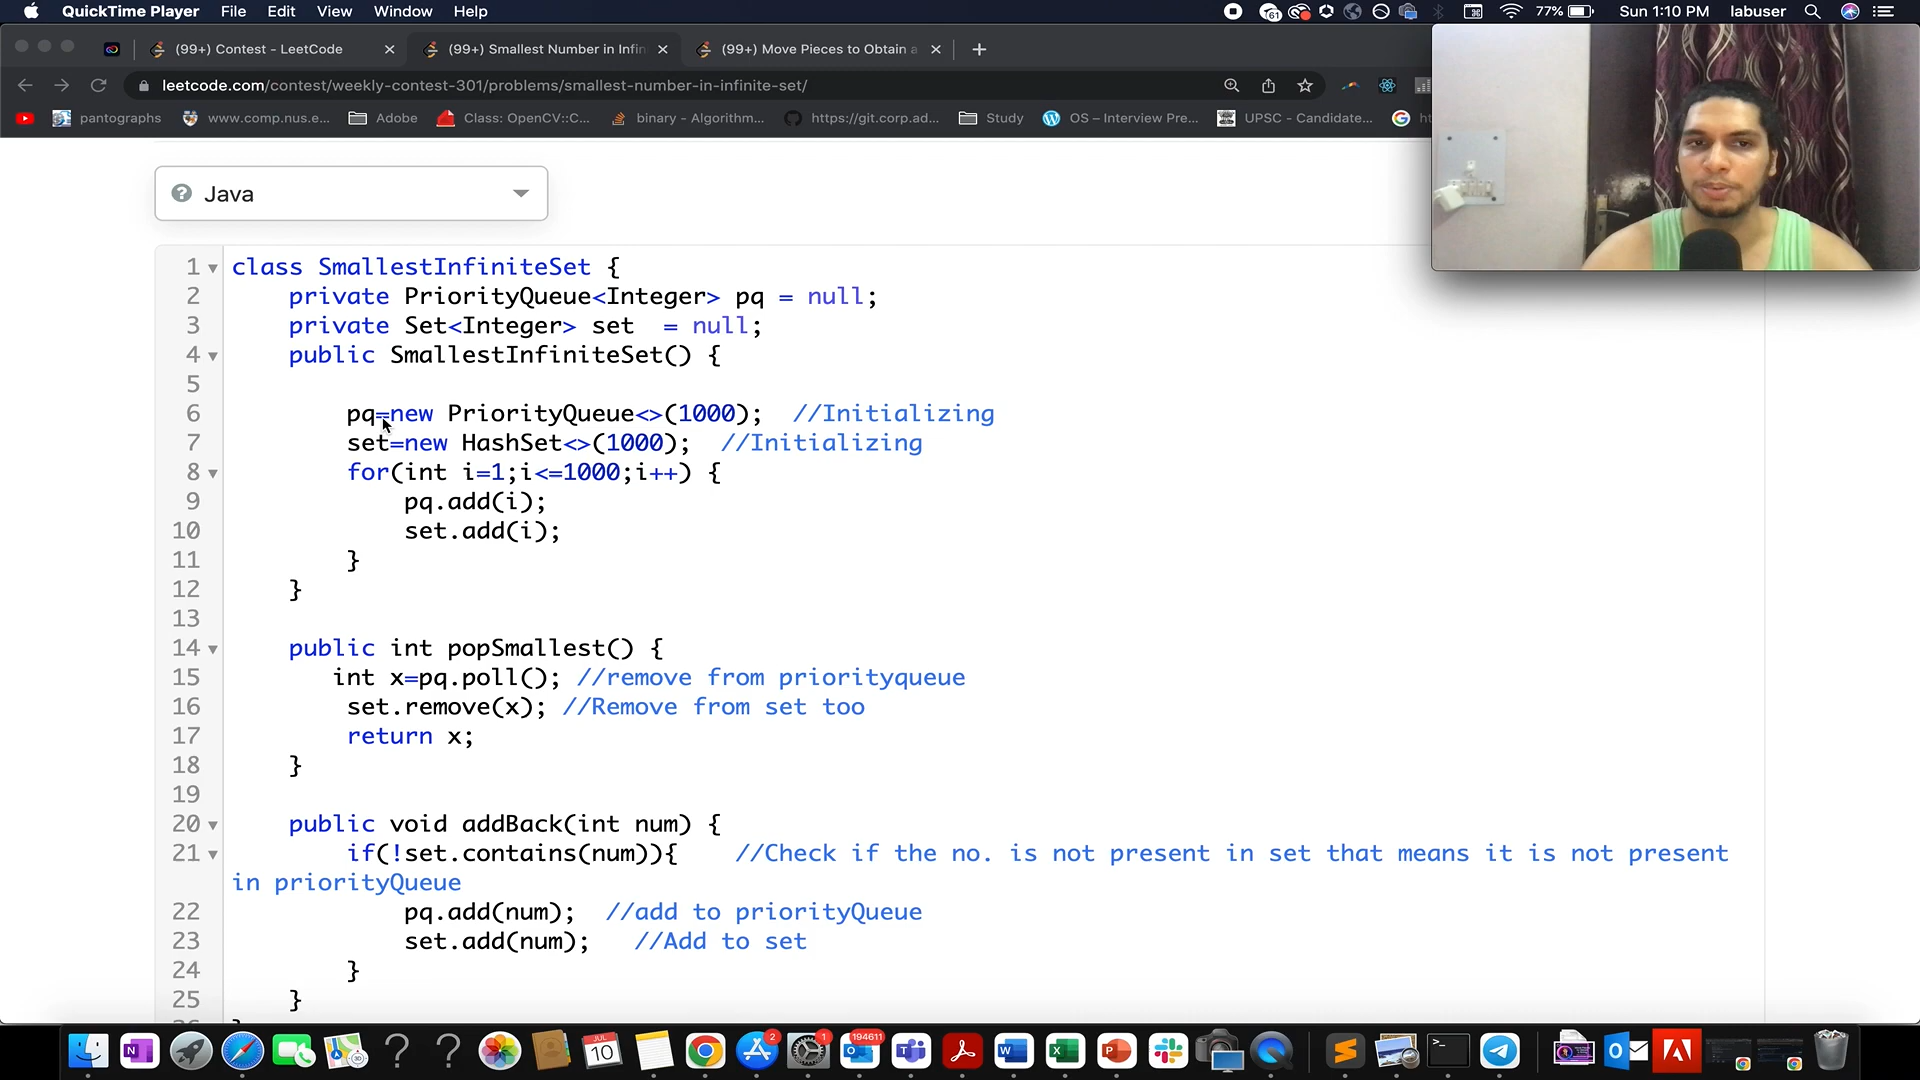 QuickTime Player File Edit View Window Help
61 77% Sun 1:10 PM labuser
(99+) Contest - LeetCode (99+) Smallest Number in Infin (99+) Move Pieces to Obtain a
leetcode.com/contest/weekly-contest-301/problems/smallest-number-in-infinite-set/
pantographs www.comp.nus.e... Adobe Class: OpenCV::C... binary - Algorithm... https://git.corp.ad... Study OS – Interview Pre... UPSC - Candidate...
Java
1 class SmallestInfiniteSet {
2 private PriorityQueue<Integer> pq = null;
3 private Set<Integer> set = null;
4 public SmallestInfiniteSet() {
5
6 pq=new PriorityQueue<>(1000); //Initializing
7 set=new HashSet<>(1000); //Initializing
8 for(int i=1;i<=1000;i++) {
9 pq.add(i);
10 set.add(i);
11 }
12 }
13
14 public int popSmallest() {
15 int x=pq.poll(); //remove from priorityqueue
16 set.remove(x); //Remove from set too
17 return x;
18 }
19
20 public void addBack(int num) {
21 if(!set.contains(num)){ //Check if the no. is not present in set that means it is not present
in priorityQueue
22 pq.add(num); //add to priorityQueue
23 set.add(num); //Add to set
24 }
25 }
2 1 194611
JUL
10